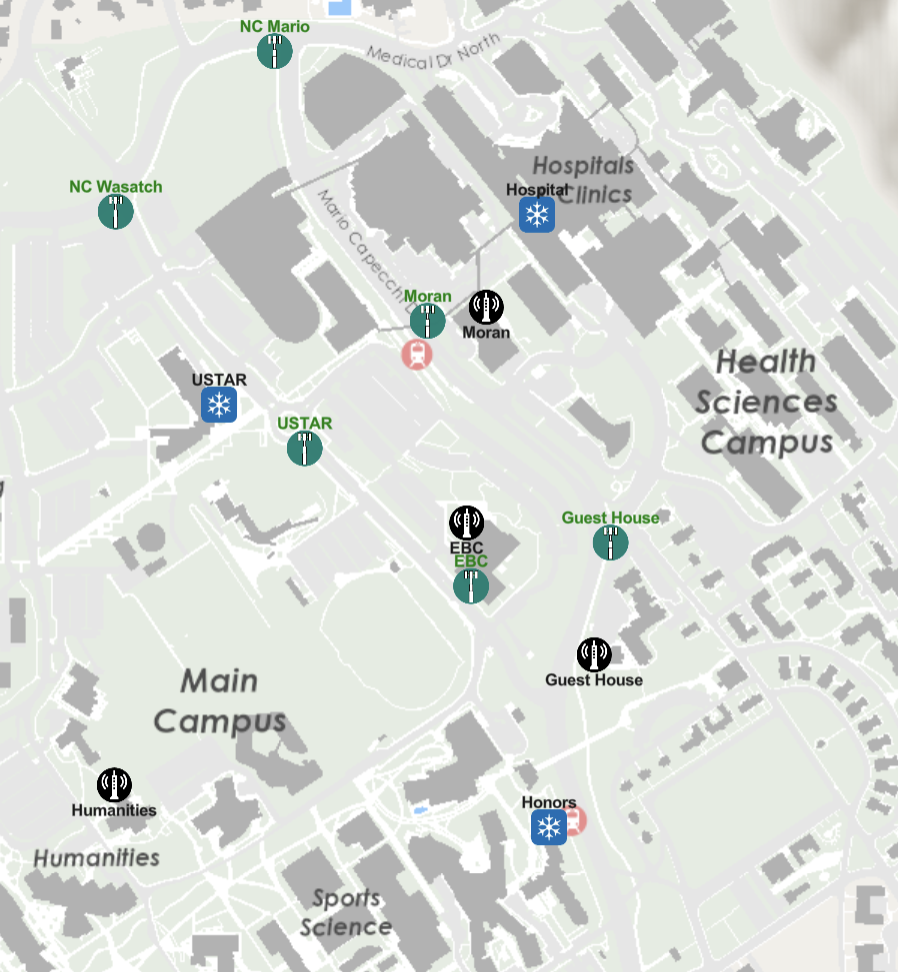 NC Mario
Medical Dr North
Hospitals
Clinics
Hospital
NC Wasatch
Mario Capecchi D
Moran
Moran
Health
Sciences
Campus
USTAR
USTAR
EBC
EBC
Guest House
Guest House
Main
Campus
Humanities
Honors
Humanities
Sports
Science